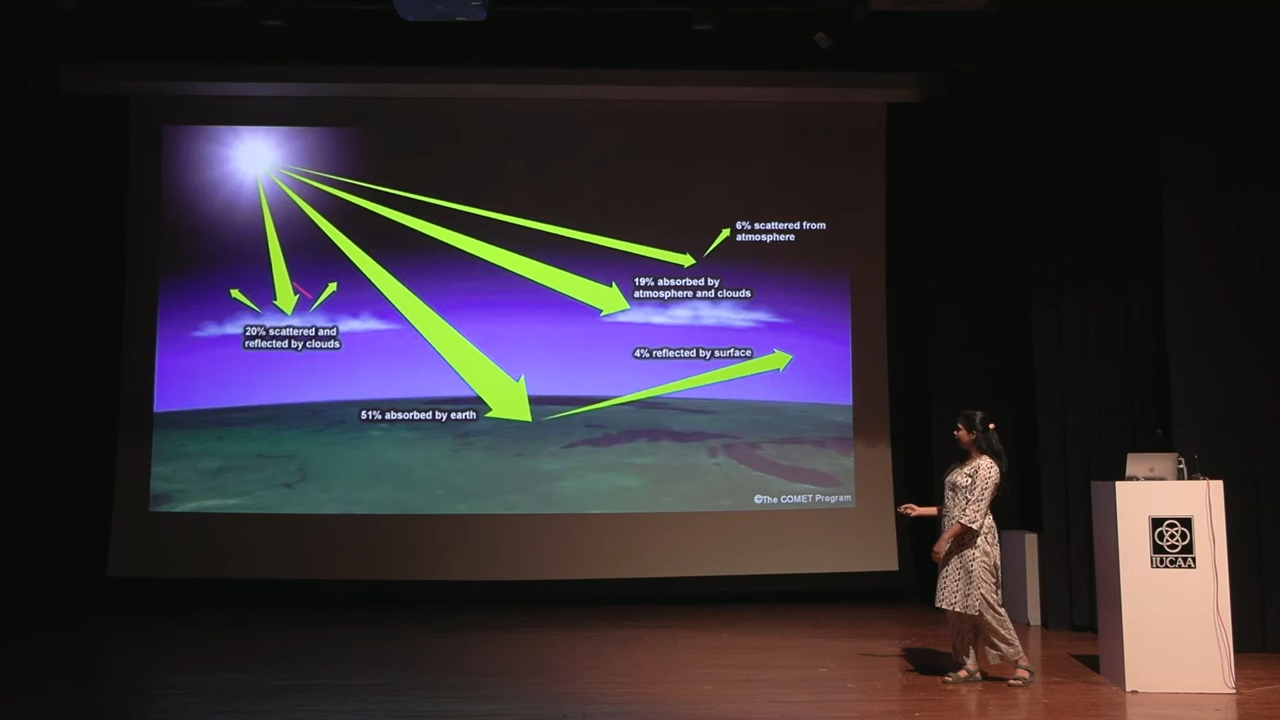 6% scattered from
atmosphere
19% absorbed by
atmosphere and clouds
20% scattered and
reflected by clouds
4% reflected by surface
51% absorbed by earth
©The COMET Program
IUCAA